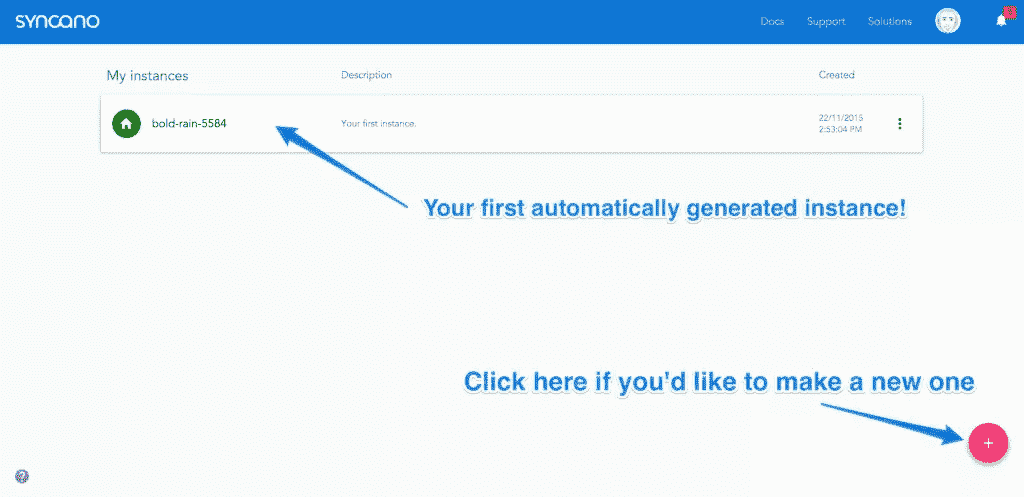 syncano
Docs Support Solutions
My instances Description Created
bold-rain-5584 Your first instance. 22/11/2015
2:53:04 PM
Your first automatically generated instance!
Click here if you'd like to make a new one
+